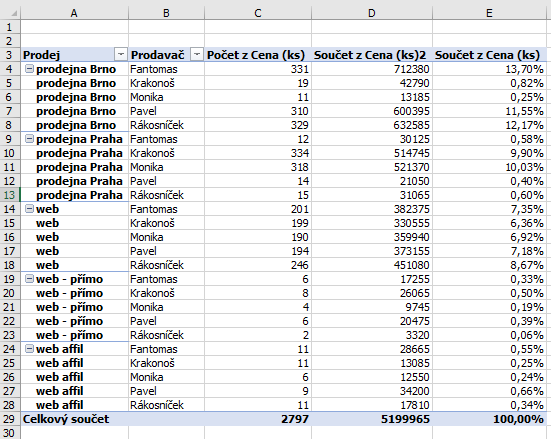 A B C D E
1
2
3 Prodej Prodavač Počet z Cena (ks) Součet z Cena (ks)2 Součet z Cena (ks)
4 prodejna Brno Fantomas 331 712380 13,70%
5 prodejna Brno Krakonoš 19 42790 0,82%
6 prodejna Brno Monika 11 13185 0,25%
7 prodejna Brno Pavel 310 600395 11,55%
8 prodejna Brno Rákosníček 329 632585 12,17%
9 prodejna Praha Fantomas 12 30125 0,58%
10 prodejna Praha Krakonoš 334 514745 9,90%
11 prodejna Praha Monika 318 521370 10,03%
12 prodejna Praha Pavel 14 21050 0,40%
13 prodejna Praha Rákosníček 15 31065 0,60%
14 web Fantomas 201 382375 7,35%
15 web Krakonoš 199 330555 6,36%
16 web Monika 190 359940 6,92%
17 web Pavel 194 373155 7,18%
18 web Rákosníček 246 451080 8,67%
19 web - přímo Fantomas 6 17255 0,33%
20 web - přímo Krakonoš 8 26065 0,50%
21 web - přímo Monika 4 9745 0,19%
22 web - přímo Pavel 6 20475 0,39%
23 web - přímo Rákosníček 2 3320 0,06%
24 web affil Fantomas 11 28665 0,55%
25 web affil Krakonoš 11 13085 0,25%
26 web affil Monika 6 12550 0,24%
27 web affil Pavel 9 34200 0,66%
28 web affil Rákosníček 11 17810 0,34%
29 Celkový součet 2797 5199965 100,00%
30